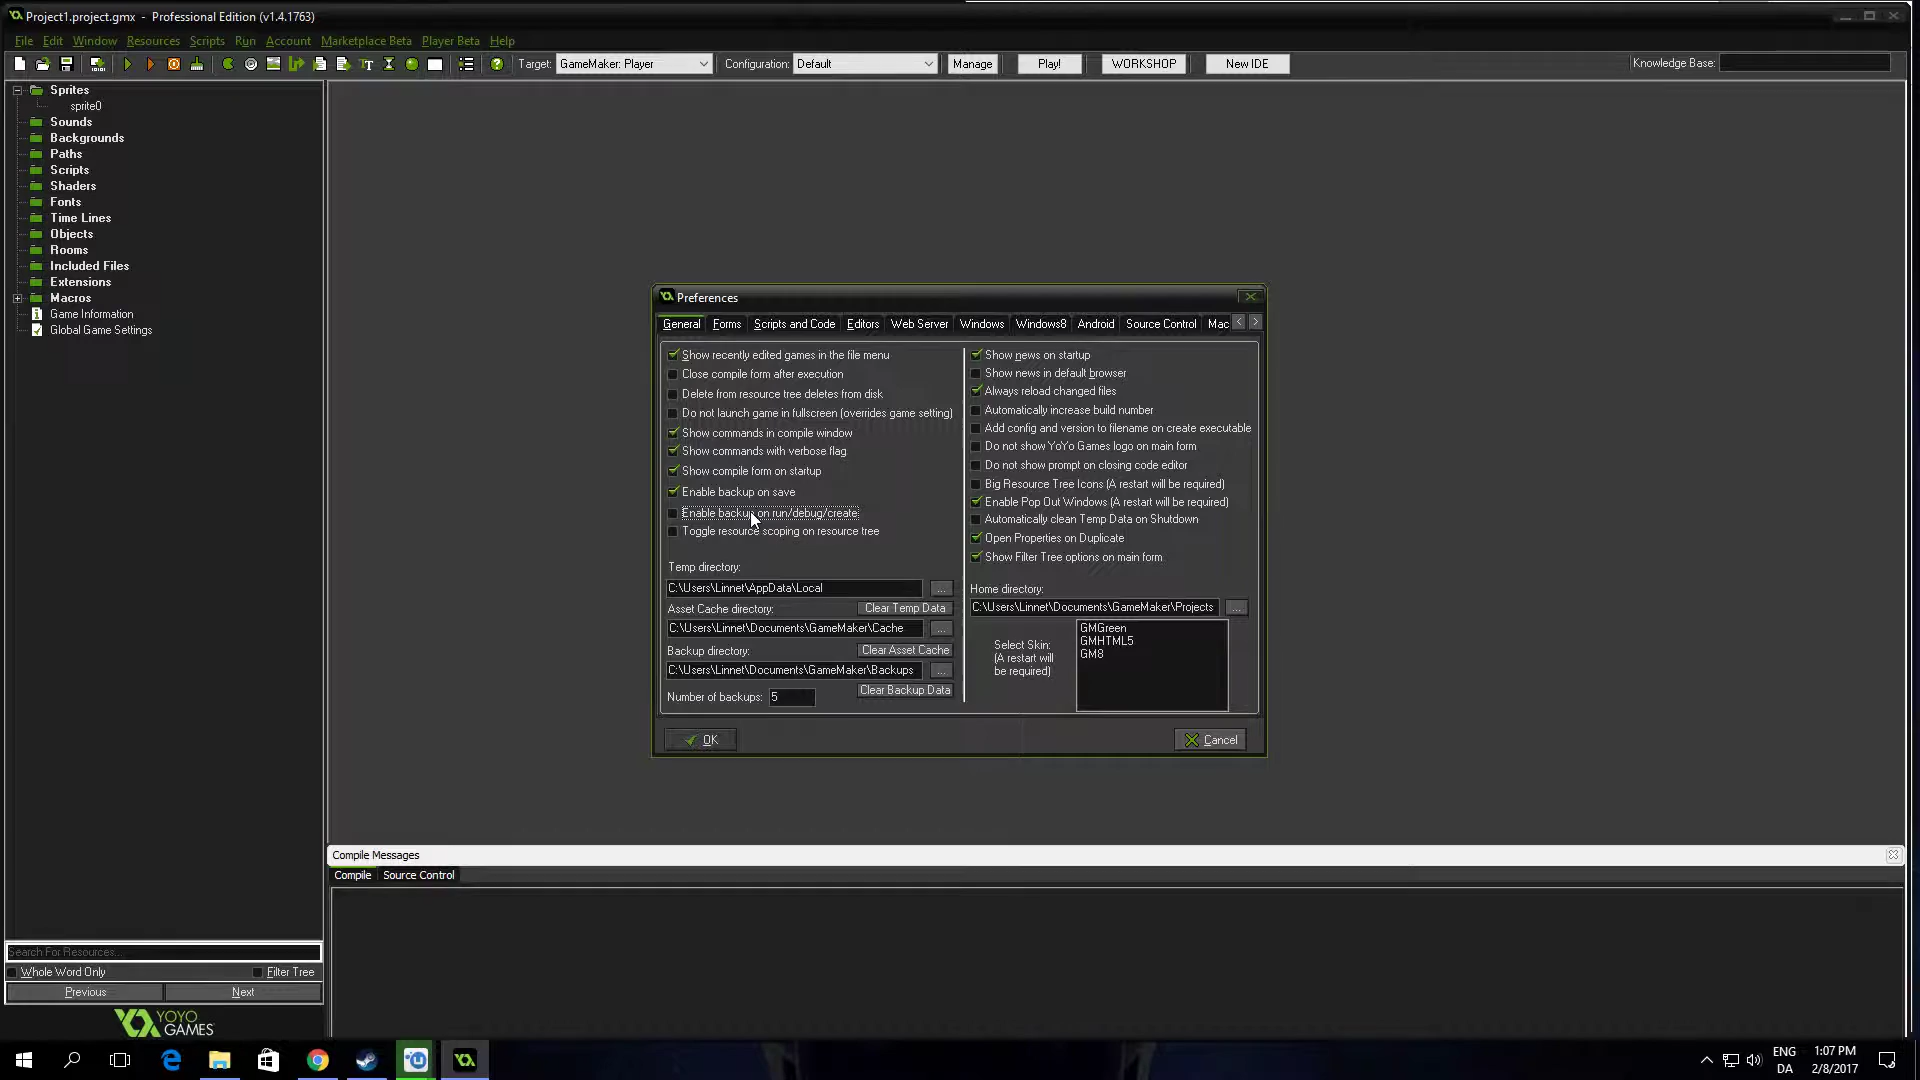 Project1.project.gmx - Professional Edition (v1.4.1763)
File Edit Window Resources Scripts Run Account Marketplace Beta Player Beta Help
Target: GameMaker: Player Configuration: Default Manage Play! WORKSHOP New IDE Knowledge Base:
Sprites
sprite0
Sounds
Backgrounds
Paths
Scripts
Shaders
Fonts
Time Lines
Objects
Rooms
Included Files
Extensions
Macros
Game Information
Global Game Settings
Preferences
General Forms Scripts and Code Editors Web Server Windows Windows8 Android Source Control Mac
Show recently edited games in the file menu
Close compile form after execution
Delete from resource tree deletes from disk
Do not launch game in fullscreen (overrides game setting)
Show commands in compile window
Show commands with verbose flag
Show compile form on startup
Enable backup on save
Enable backup on run/debug/create
Toggle resource scoping on resource tree
Temp directory:
C:\Users\Linnet\AppData\Local ...
Asset Cache directory: Clear Temp Data
C:\Users\Linnet\Documents\GameMaker\Cache ...
Backup directory: Clear Asset Cache
C:\Users\Linnet\Documents\GameMaker\Backups ...
Number of backups: 5 Clear Backup Data
Show news on startup
Show news in default browser
Always reload changed files
Automatically increase build number
Add config and version to filename on create executable
Do not show YoYo Games logo on main form
Do not show prompt on closing code editor
Big Resource Tree Icons (A restart will be required)
Enable Pop Out Windows (A restart will be required)
Automatically clean Temp Data on Shutdown
Open Properties on Duplicate
Show Filter Tree options on main form
Home directory:
C:\Users\Linnet\Documents\GameMaker\Projects ...
Select Skin:
(A restart will
be required)
GMGreen
GMHTML5
GM8
OK Cancel
Compile Messages
Compile Source Control
Search For Resources...
Whole Word Only Filter Tree
Previous Next
YOYO
GAMES
ENG
DA
1:07 PM
2/8/2017